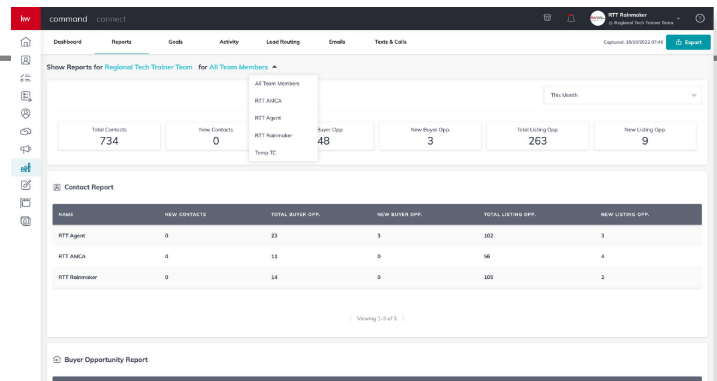 kw command connect RTT Rainmaker
Regional Tech Trainer Team
Dashboard Reports Goals Activity Lead Routing Emails Texts & Calls Captured: 10/10/2022 07:46 Export
Show Reports for Regional Tech Trainer Team for All Team Members
All Team Members
RTT AMCA
RTT Agent
RTT Rainmaker
Temp TC
This Month
Total Contacts New Contacts Buyer Opp. New Buyer Opp. Total Listing Opp. New Listing Opp.
734 0 48 3 263 9
Contact Report
NAME NEW CONTACTS TOTAL BUYER OPP. NEW BUYER OPP. TOTAL LISTING OPP. NEW LISTING OPP.
RTT Agent 0 23 3 102 3
RTT AMCA 0 11 0 56 4
RTT Rainmaker 0 14 0 105 2
Viewing 1-3 of 3
Buyer Opportunity Report